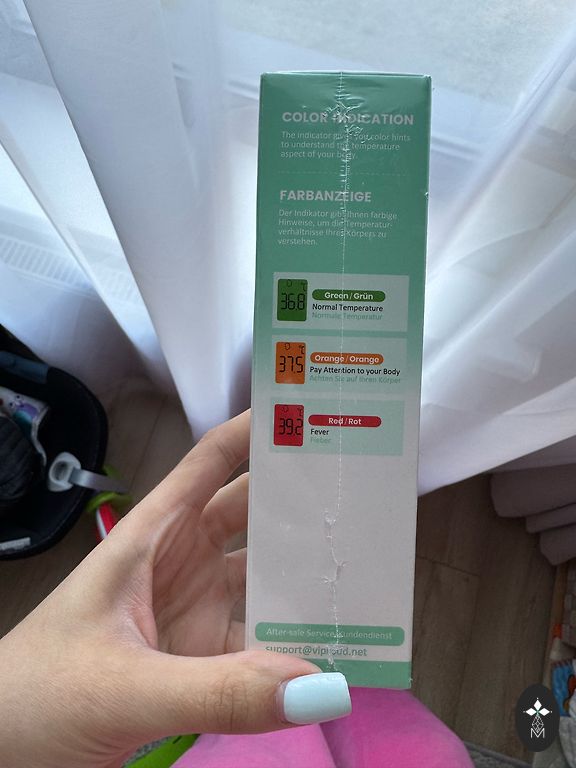 COLOR INDICATION
The indicator gives you color hints
to understand the temperature
aspect of your body.
FARBANZEIGE
Der Indikator gibt Ihnen farbige
Hinweise, um die Temperatur-
verhältnisse Ihres Körpers zu
verstehen.
36.8 °C
Green / Grün
Normal Temperature
Normale Temperatur
37.5 °C
Orange / Orange
Pay Attention to your Body
Achten Sie auf Ihren Körper
39.2 °C
Red / Rot
Fever
Fieber
After-sale Service/Kundendienst
M